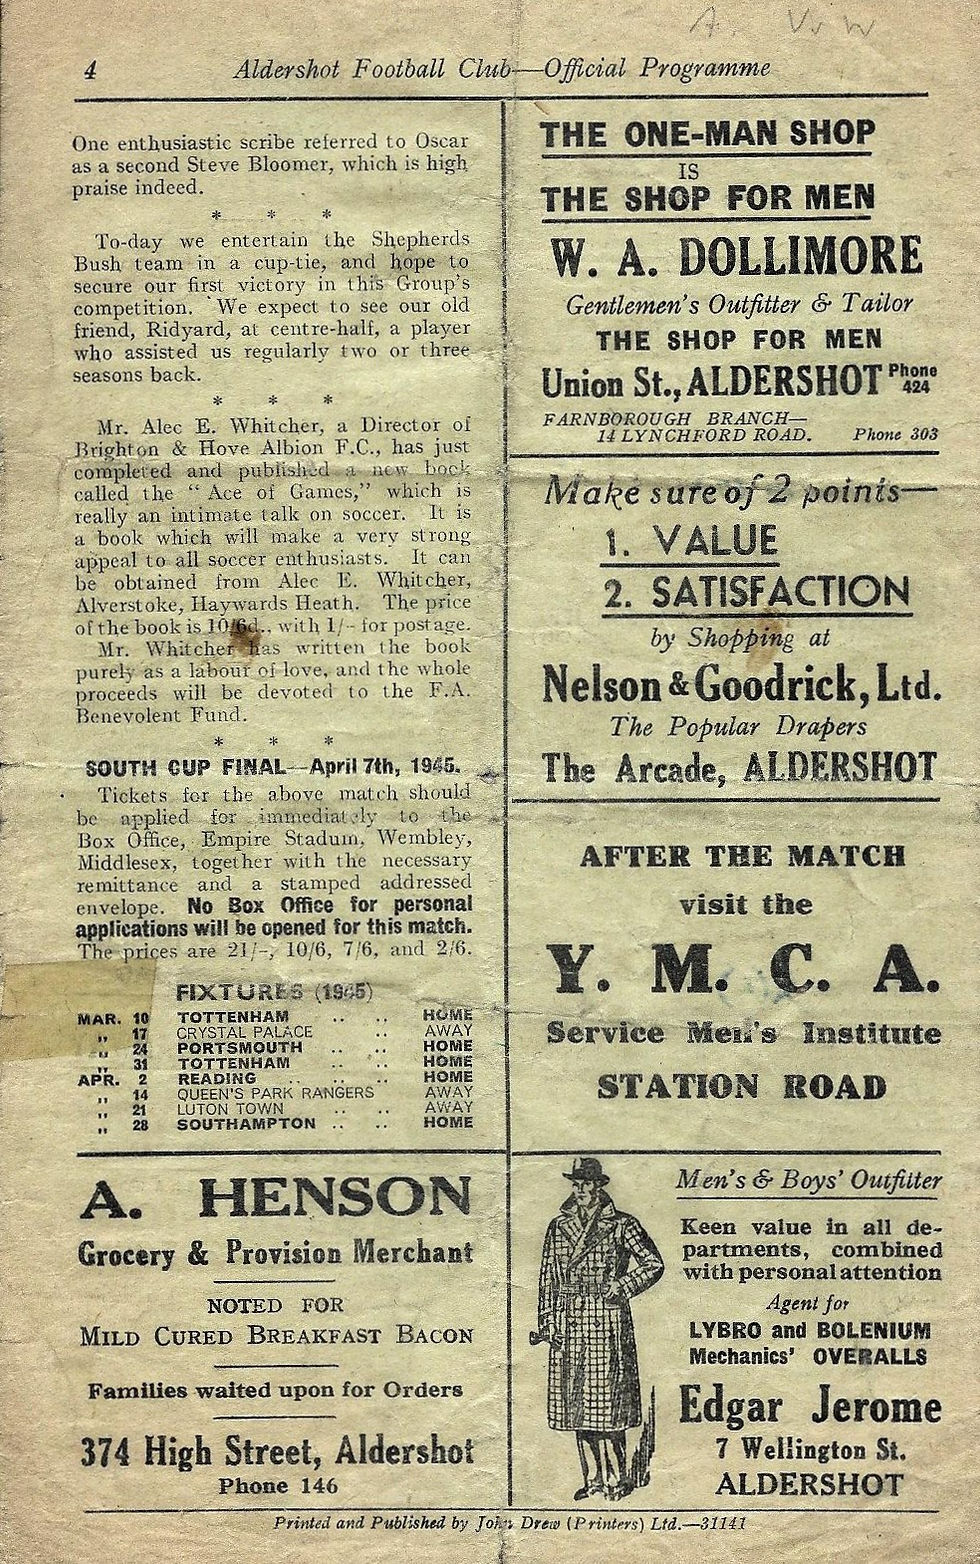 A. V. W
4 Aldershot Football Club—Official Programme
One enthusiastic scribe referred to Oscar
as a second Steve Bloomer, which is high
praise indeed.
* * *
To-day we entertain the Shepherds
Bush team in a cup-tie, and hope to
secure our first victory in this Group's
competition. We expect to see our old
friend, Ridyard, at centre-half, a player
who assisted us regularly two or three
seasons back.
* * *
Mr. Alec E. Whitcher, a Director of
Brighton & Hove Albion F.C., has just
completed and published a new book
called the “ Ace of Games,” which is
really an intimate talk on soccer. It is
a book which will make a very strong
appeal to all soccer enthusiasts. It can
be obtained from Alec E. Whitcher,
Alverstoke, Haywards Heath. The price
of the book is 10/6d., with 1/- for postage.
Mr. Whitcher has written the book
purely as a labour of love, and the whole
proceeds will be devoted to the F.A.
Benevolent Fund.
* * *
SOUTH CUP FINAL—April 7th, 1945.
Tickets for the above match should
be applied for immediately to the
Box Office, Empire Stadum, Wembley,
Middlesex, together with the necessary
remittance and a stamped addressed
envelope. No Box Office for personal
applications will be opened for this match.
The prices are 21/-, 10/6, 7/6, and 2/6.
FIXTURES (1945)
MAR. 10 TOTTENHAM .. .. HOME
„ 17 CRYSTAL PALACE .. AWAY
„ 24 PORTSMOUTH .. .. HOME
„ 31 TOTTENHAM .. .. HOME
APR. 2 READING .. .. .. HOME
„ 14 QUEEN'S PARK RANGERS AWAY
„ 21 LUTON TOWN .. .. AWAY
„ 28 SOUTHAMPTON .. .. HOME
A. HENSON
Grocery & Provision Merchant
NOTED FOR
MILD CURED BREAKFAST BACON
Families waited upon for Orders
374 High Street, Aldershot
Phone 146
THE ONE-MAN SHOP
IS
THE SHOP FOR MEN
W. A. DOLLIMORE
Gentlemen's Outfitter & Tailor
THE SHOP FOR MEN
Union St., ALDERSHOT Phone 424
FARNBOROUGH BRANCH—
14 LYNCHFORD ROAD. Phone 303
Make sure of 2 points—
1. VALUE
2. SATISFACTION
by Shopping at
Nelson & Goodrick, Ltd.
The Popular Drapers
The Arcade, ALDERSHOT
AFTER THE MATCH
visit the
Y. M. C. A.
Service Men's Institute
STATION ROAD
Men's & Boys' Outfitter
Keen value in all de-
partments, combined
with personal attention
Agent for
LYBRO and BOLENIUM
Mechanics' OVERALLS
Edgar Jerome
7 Wellington St.
ALDERSHOT
Printed and Published by John Drew (Printers) Ltd.—31141